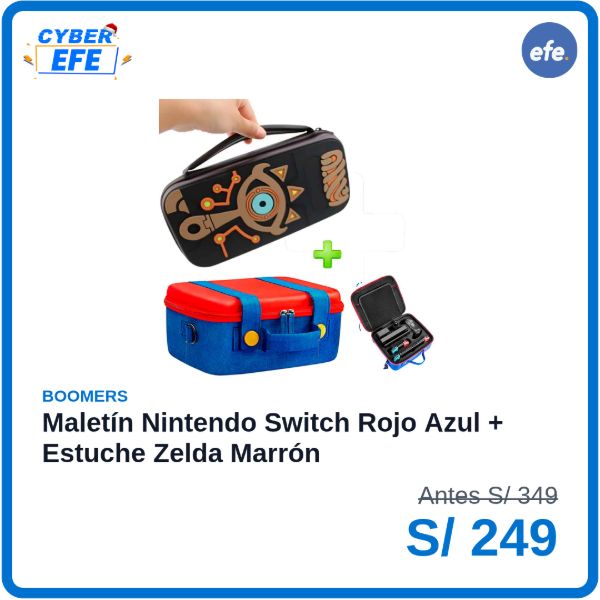 CYBER
EFE
efe.
BOOMERS
Maletín Nintendo Switch Rojo Azul +
Estuche Zelda Marrón
Antes S/ 349
S/ 249